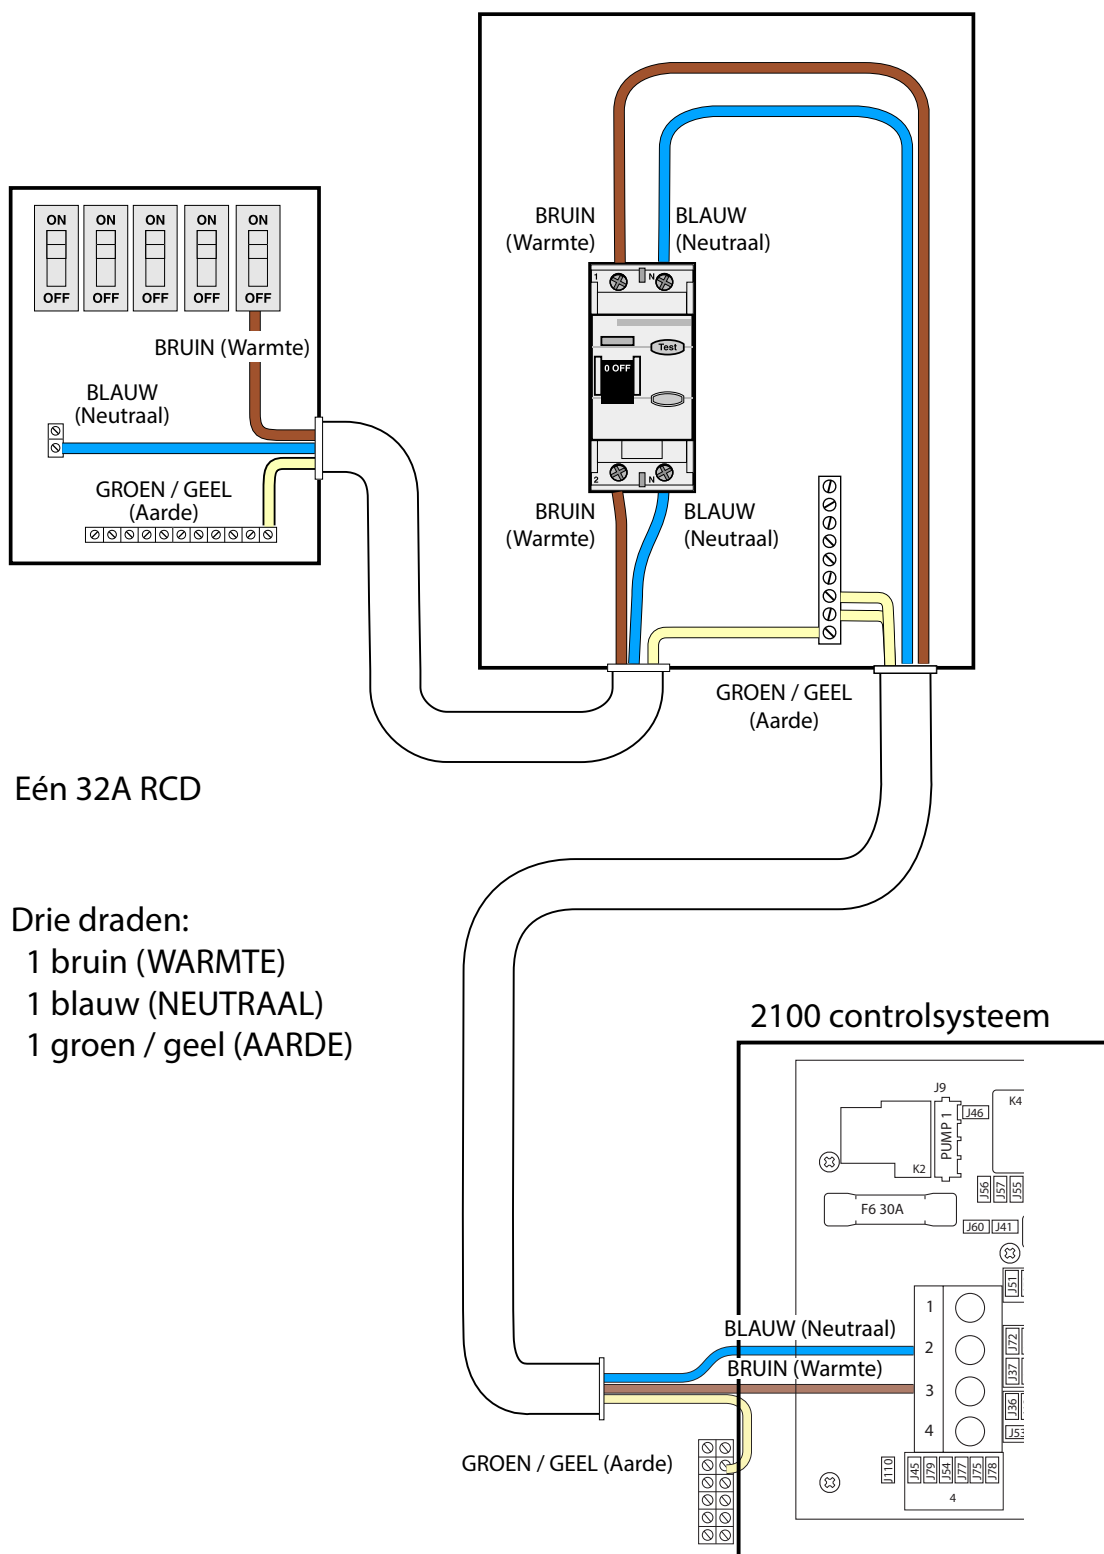 ON ON ON ON ON
OFF OFF OFF OFF OFF
BRUIN (Warmte)
BLAUW
(Neutraal)
GROEN / GEEL
(Aarde)
BRUIN
(Warmte)
BLAUW
(Neutraal)
1 N
Test
0 OFF
2 N
BRUIN
(Warmte)
BLAUW
(Neutraal)
GROEN / GEEL
(Aarde)
Eén 32A RCD
Drie draden:
1 bruin (WARMTE)
1 blauw (NEUTRAAL)
1 groen / geel (AARDE)
2100 controlsysteem
J9
K4
J46
PUMP 1
K2
J56
J57
J55
F6 30A
J60 J41
J51
1
BLAUW (Neutraal)
2
J72
BRUIN (Warmte)
J37
3
J36
4
J53
GROEN / GEEL (Aarde)
J110
J45
J79
J54
J77
J75
J78
4